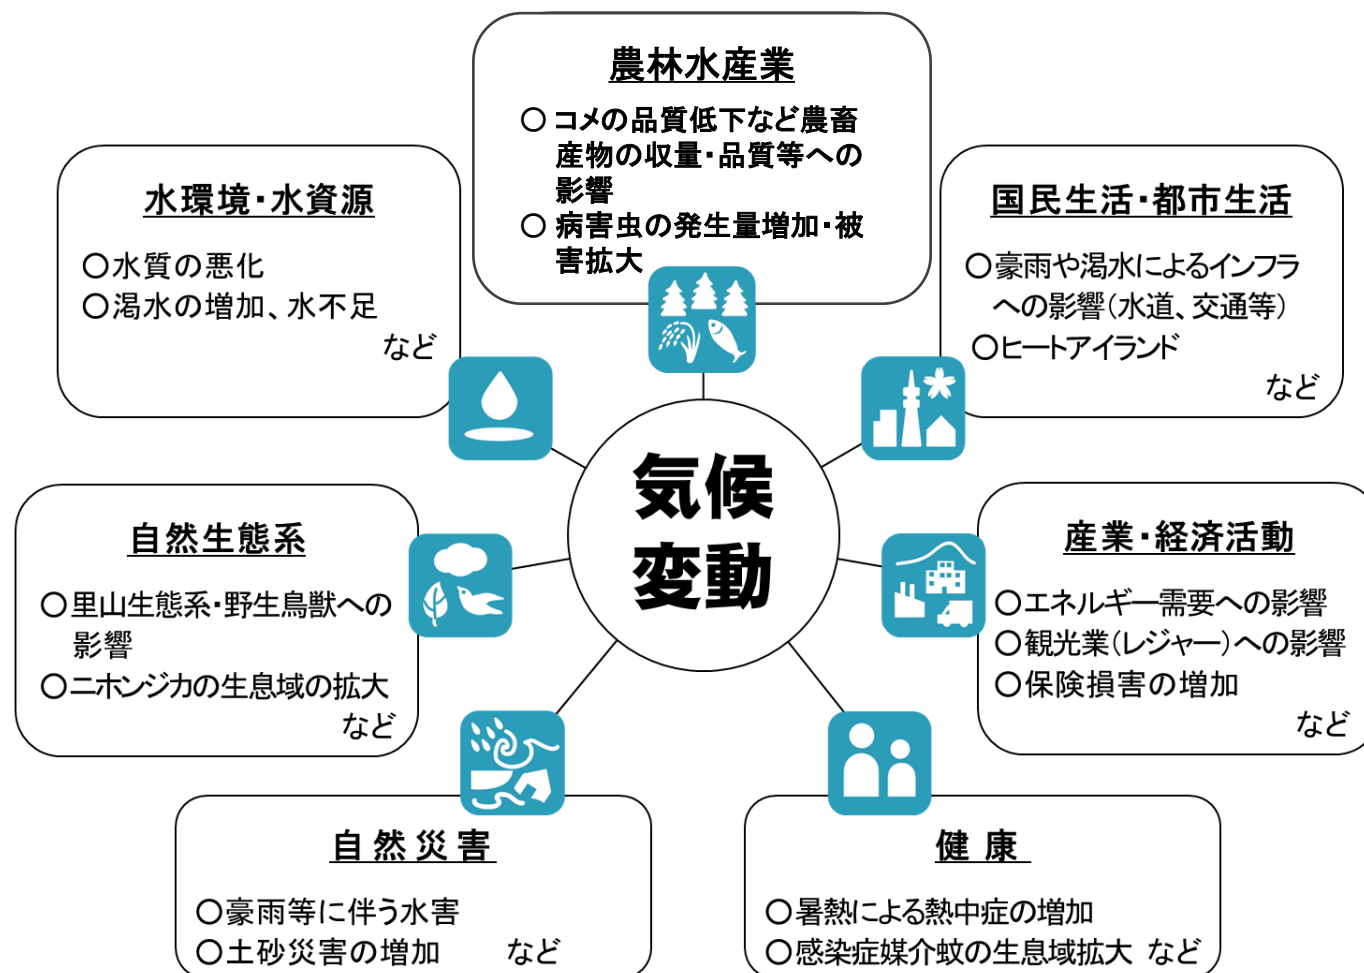 農林水産業
○ コメの品質低下など農畜
産物の収量・品質等への
影響
○ 病害虫の発生量増加・被
害拡大
水環境・水資源
○水質の悪化
○渇水の増加、水不足
など
国民生活・都市生活
○豪雨や渇水によるインフラ
への影響（水道、交通等）
○ヒートアイランド
など
気候
変動
自然生態系
○里山生態系・野生鳥獣への
影響
○ニホンジカの生息域の拡大
など
産業・経済活動
○エネルギー需要への影響
○観光業（レジャー）への影響
○保険損害の増加
など
自然災害
○豪雨等に伴う水害
○土砂災害の増加 など
健康
○暑熱による熱中症の増加
○感染症媒介蚊の生息域拡大 など